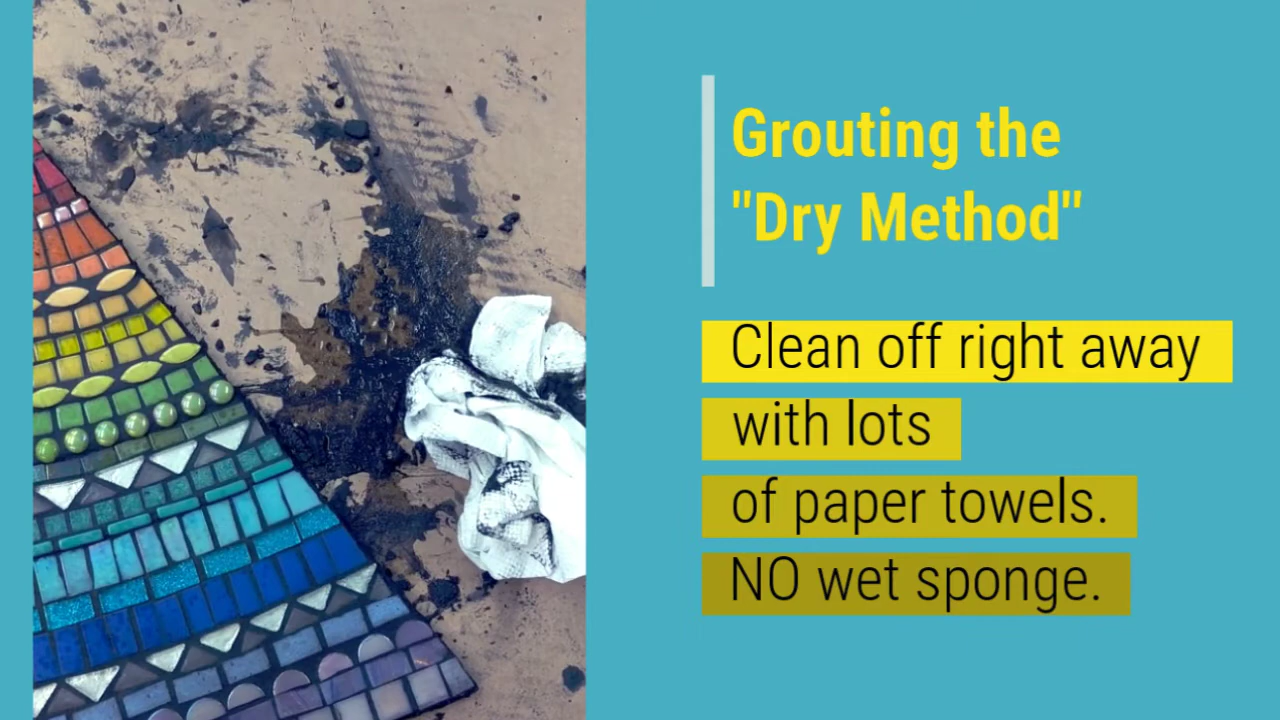 Grouting the
"Dry Method"
Clean off right away
with lots
of paper towels.
NO wet sponge.